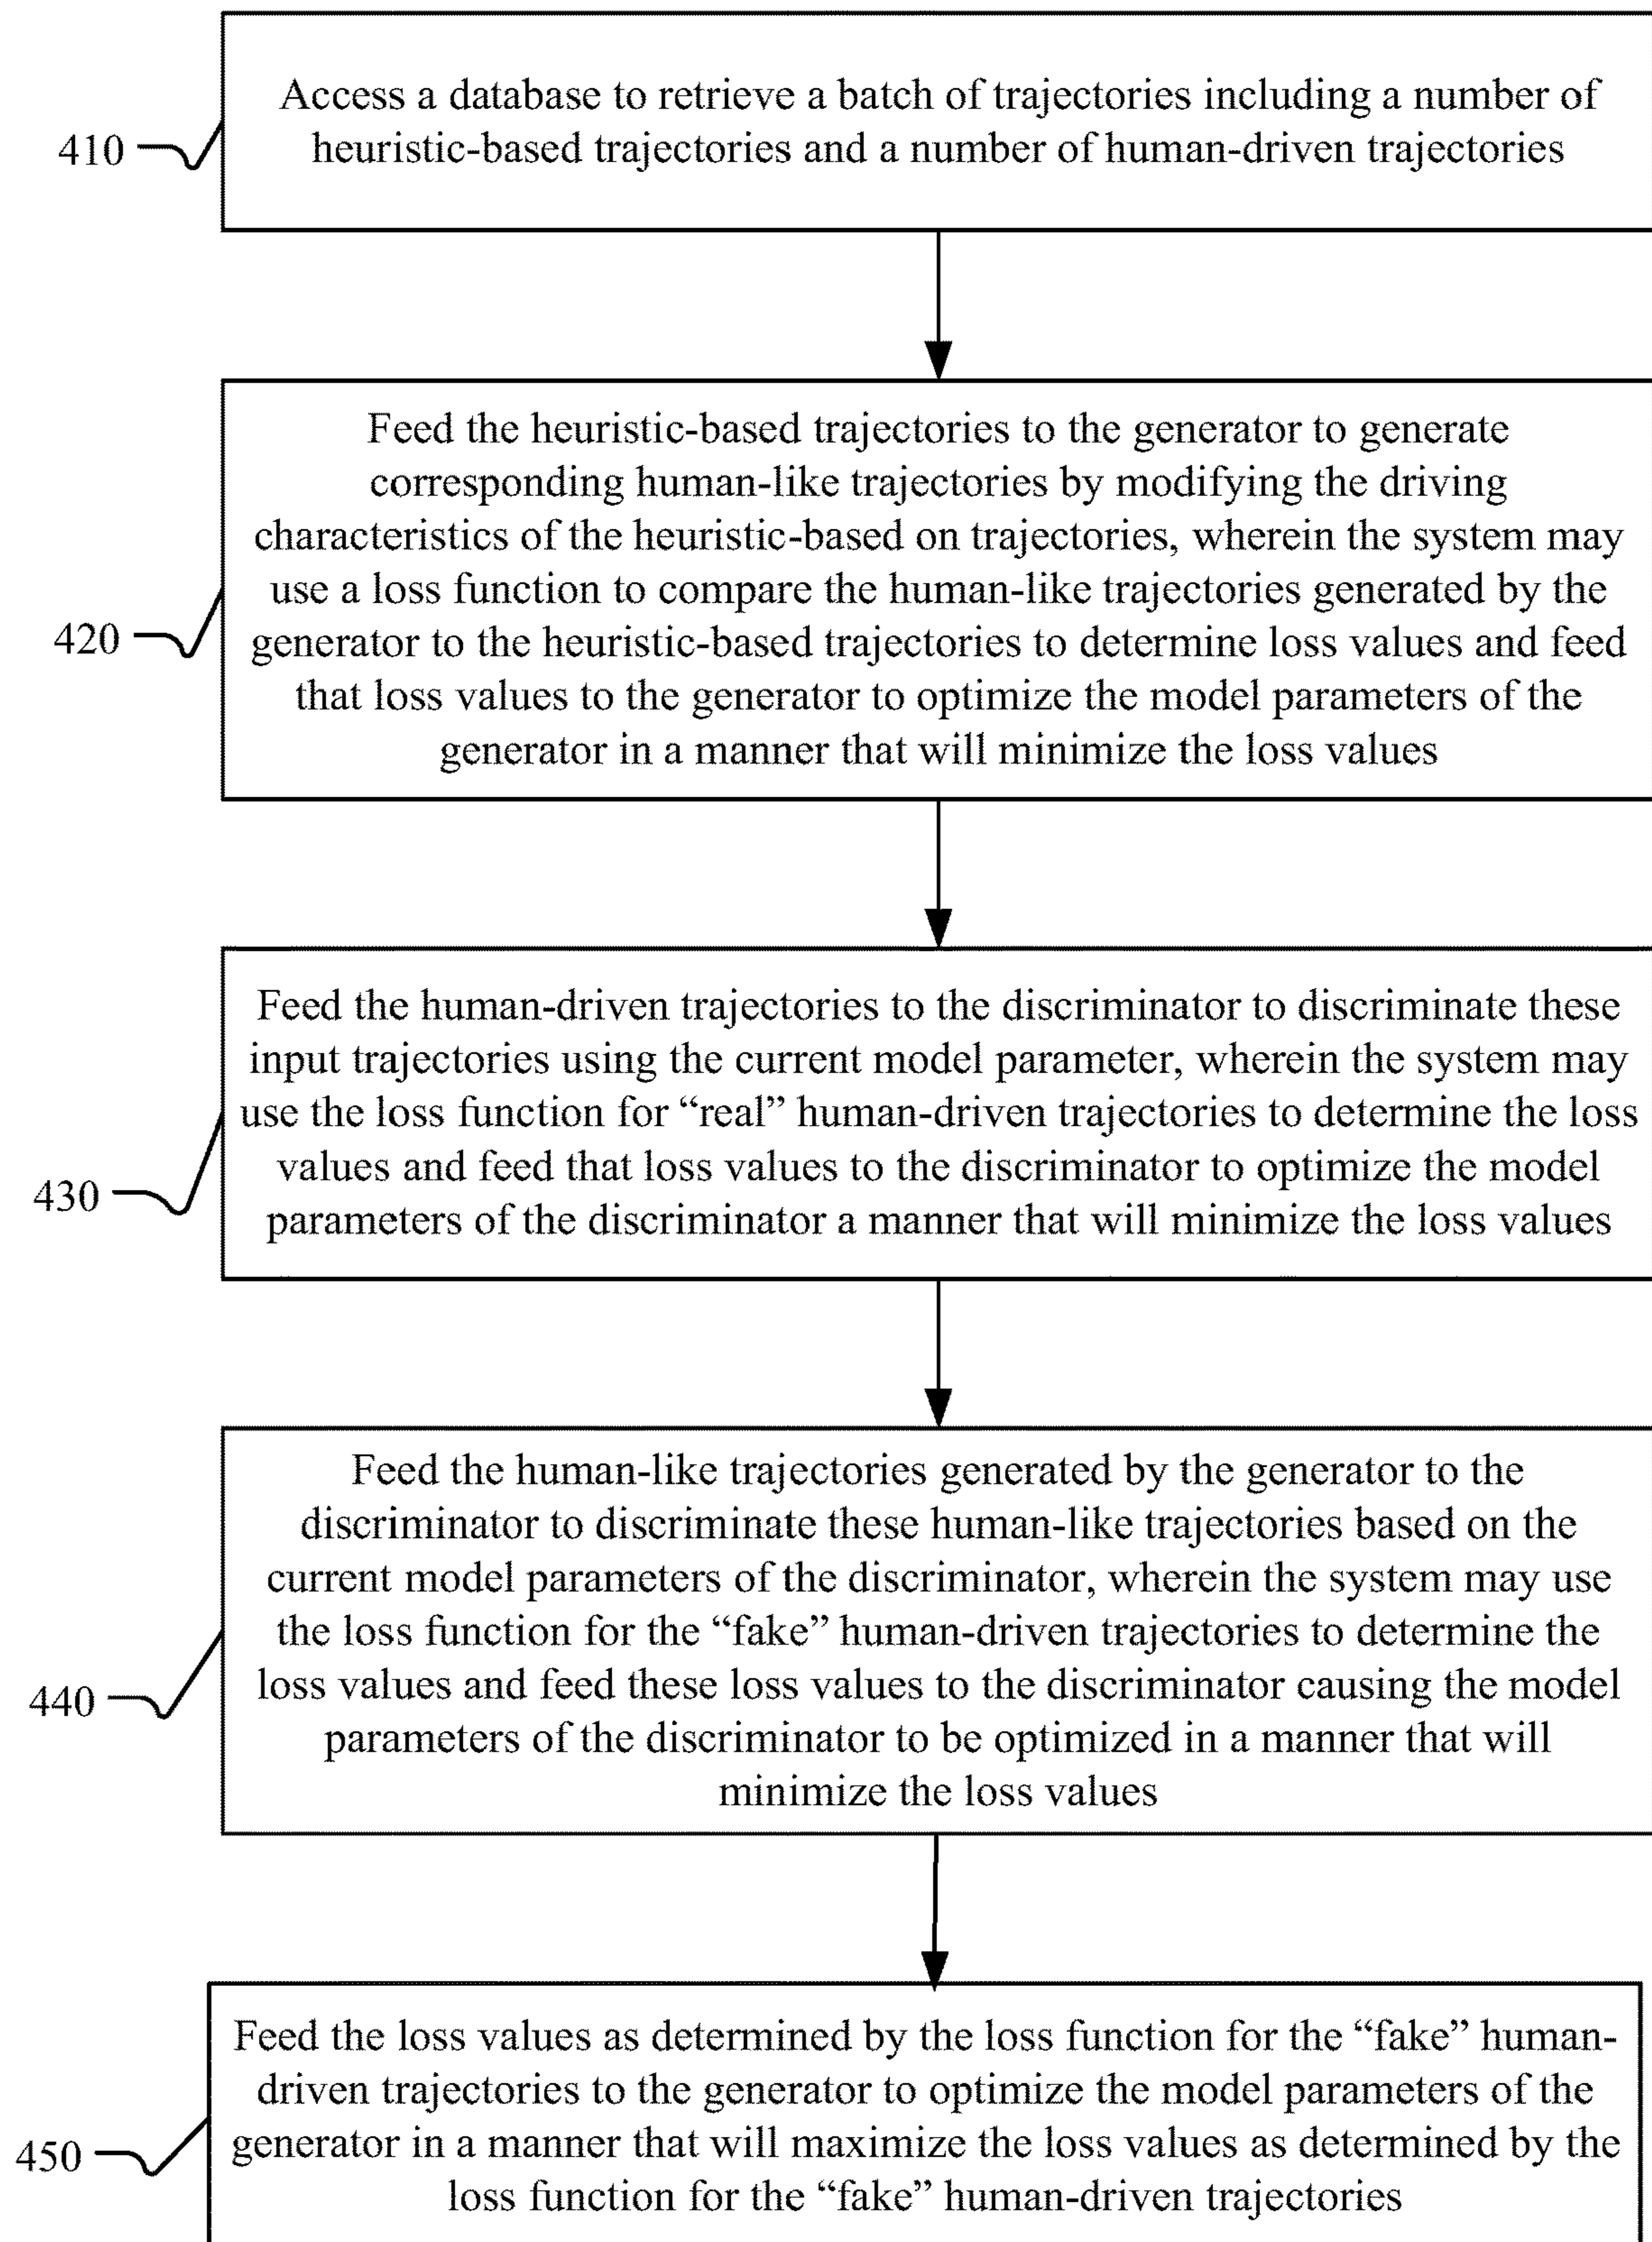 Access a database to retrieve a batch of trajectories including a number of
heuristic-based trajectories and a number of human-driven trajectories
410
Feed the heuristic-based trajectories to the generator to generate
corresponding human-like trajectories by modifying the driving
characteristics of the heuristic-based on trajectories, wherein the system may
use a loss function to compare the human-like trajectories generated by the
generator to the heuristic-based trajectories to determine loss values and feed
that loss values to the generator to optimize the model parameters of the
generator in a manner that will minimize the loss values
420
Feed the human-driven trajectories to the discriminator to discriminate these
input trajectories using the current model parameter, wherein the system may
use the loss function for “real” human-driven trajectories to determine the loss
values and feed that loss values to the discriminator to optimize the model
parameters of the discriminator a manner that will minimize the loss values
430
Feed the human-like trajectories generated by the generator to the
discriminator to discriminate these human-like trajectories based on the
current model parameters of the discriminator, wherein the system may use
the loss function for the “fake” human-driven trajectories to determine the
loss values and feed these loss values to the discriminator causing the model
parameters of the discriminator to be optimized in a manner that will
minimize the loss values
440
Feed the loss values as determined by the loss function for the “fake” human-
driven trajectories to the generator to optimize the model parameters of the
generator in a manner that will maximize the loss values as determined by the
loss function for the “fake” human-driven trajectories
450